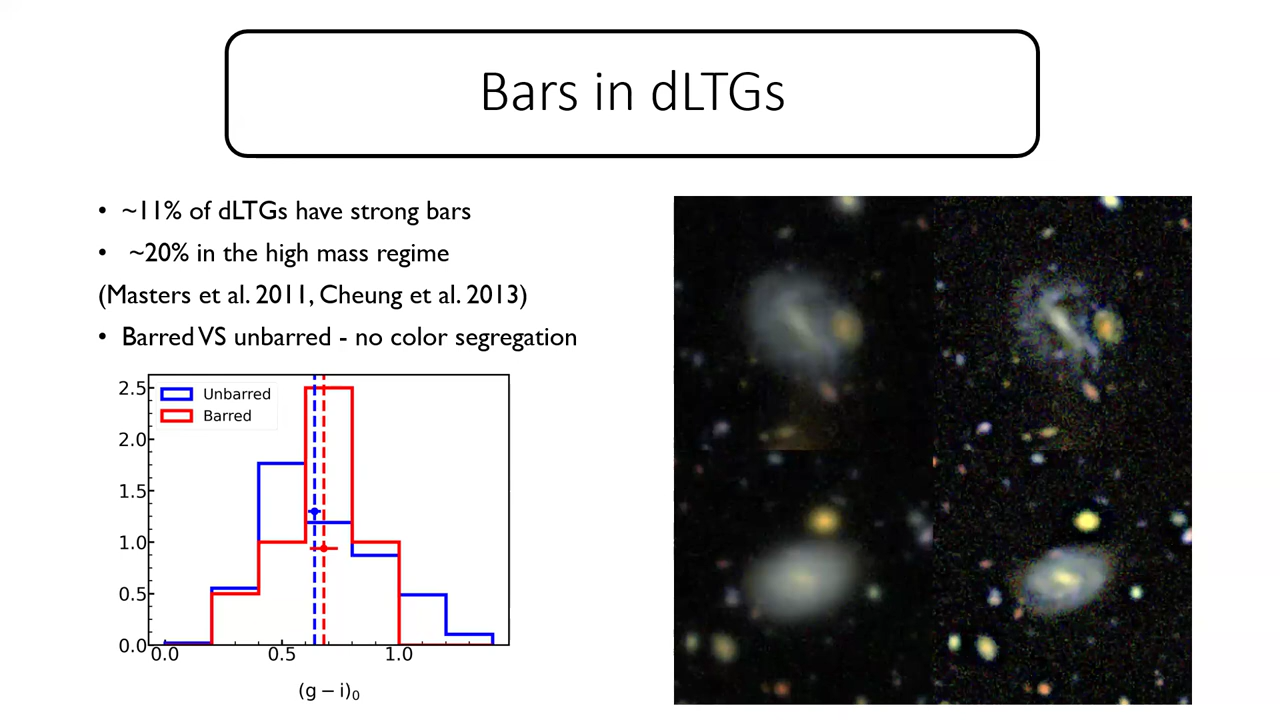 Bars in dLTGs
• ~11% of dLTGs have strong bars
• ~20% in the high mass regime
(Masters et al. 2011, Cheung et al. 2013)
• Barred VS unbarred - no color segregation
Unbarred
Barred
2.5
2.0
1.5
1.0
0.5
0.0
0.0 0.5 1.0
(g − i)₀